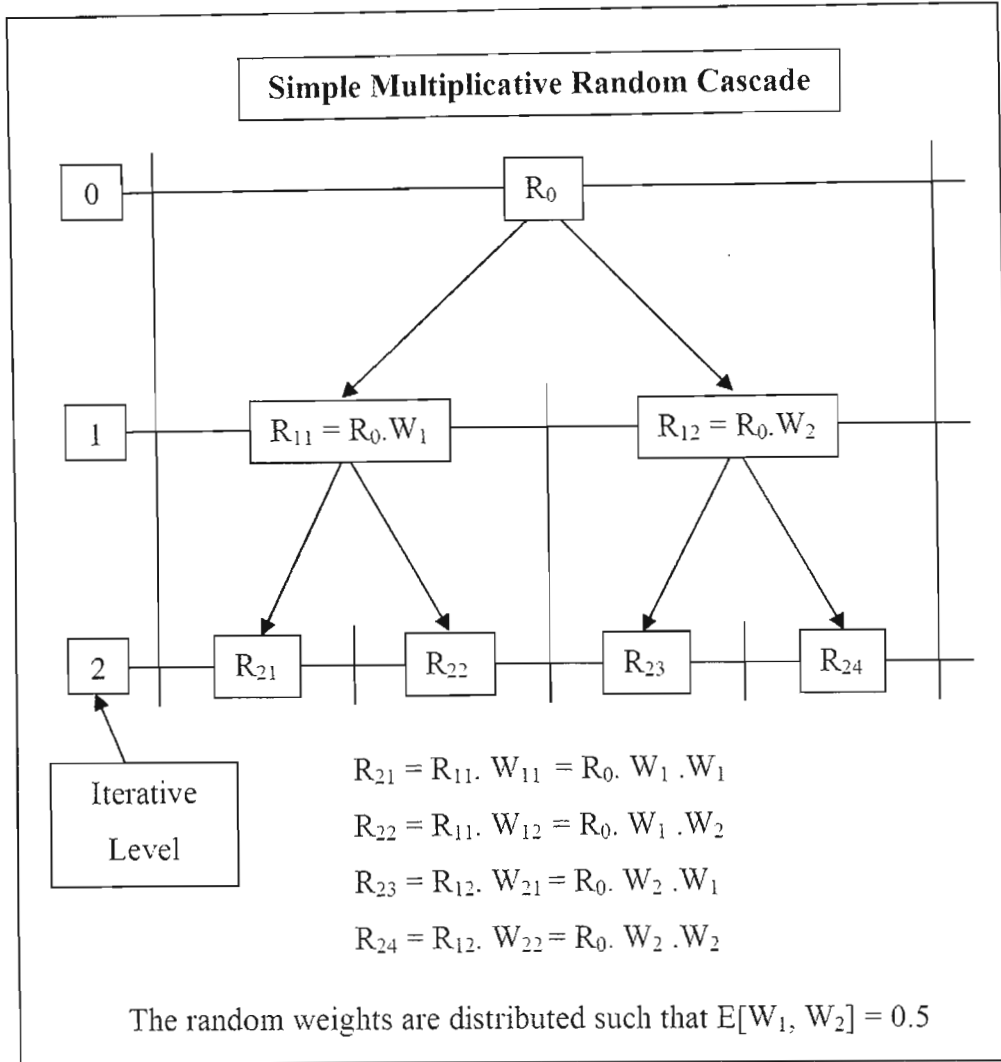 Simple Multiplicative Random Cascade
0
R₀
1
R₁₁ = R₀.W₁
R₁₂ = R₀.W₂
2
R₂₁
R₂₂
R₂₃
R₂₄
Iterative
Level
R₂₁ = R₁₁. W₁₁ = R₀. W₁ .W₁
R₂₂ = R₁₁. W₁₂ = R₀. W₁ .W₂
R₂₃ = R₁₂. W₂₁ = R₀. W₂ .W₁
R₂₄ = R₁₂. W₂₂ = R₀. W₂ .W₂
The random weights are distributed such that E[W₁, W₂] = 0.5